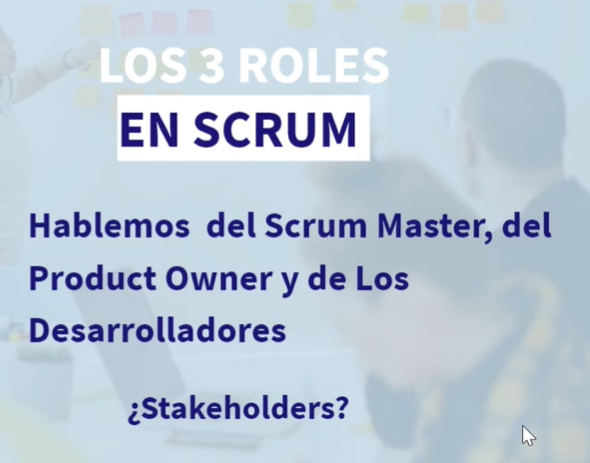 LOS 3 ROLES
EN SCRUM
Hablemos del Scrum Master, del
Product Owner y de Los
Desarrolladores
¿Stakeholders?